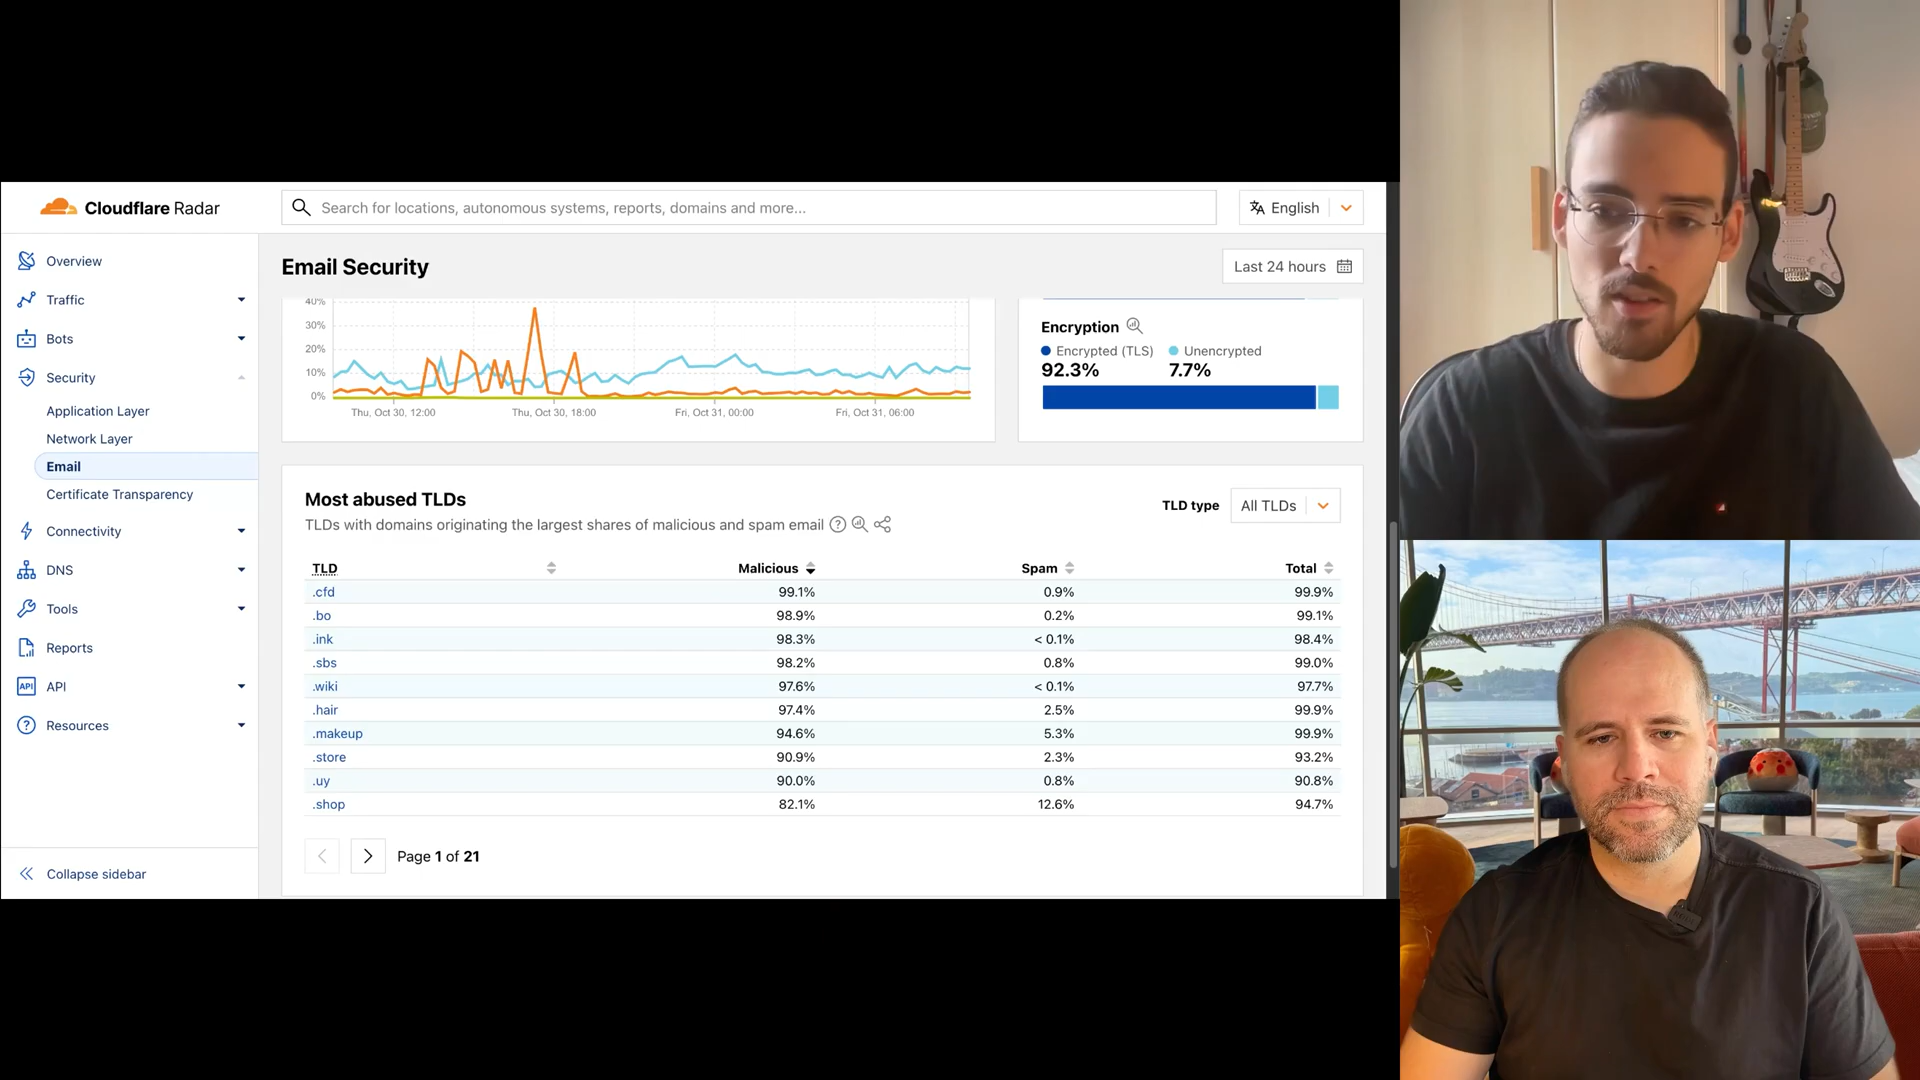 Cloudflare Radar
Search for locations, autonomous systems, reports, domains and more...
English
Overview
Traffic
Bots
Security
Application Layer
Network Layer
Email
Certificate Transparency
Connectivity
DNS
Tools
Reports
API
API
Resources
Collapse sidebar
Email Security
Last 24 hours
40%
30%
20%
10%
0%
Thu, Oct 30, 12:00
Thu, Oct 30, 18:00
Fri, Oct 31, 00:00
Fri, Oct 31, 06:00
Encryption
Encrypted (TLS) Unencrypted
92.3% 7.7%
Most abused TLDs
TLDs with domains originating the largest shares of malicious and spam email
TLD type All TLDs
TLD Malicious Spam Total
.cfd 99.1% 0.9% 99.9%
.bo 98.9% 0.2% 99.1%
.ink 98.3% < 0.1% 98.4%
.sbs 98.2% 0.8% 99.0%
.wiki 97.6% < 0.1% 97.7%
.hair 97.4% 2.5% 99.9%
.makeup 94.6% 5.3% 99.9%
.store 90.9% 2.3% 93.2%
.uy 90.0% 0.8% 90.8%
.shop 82.1% 12.6% 94.7%
Page 1 of 21